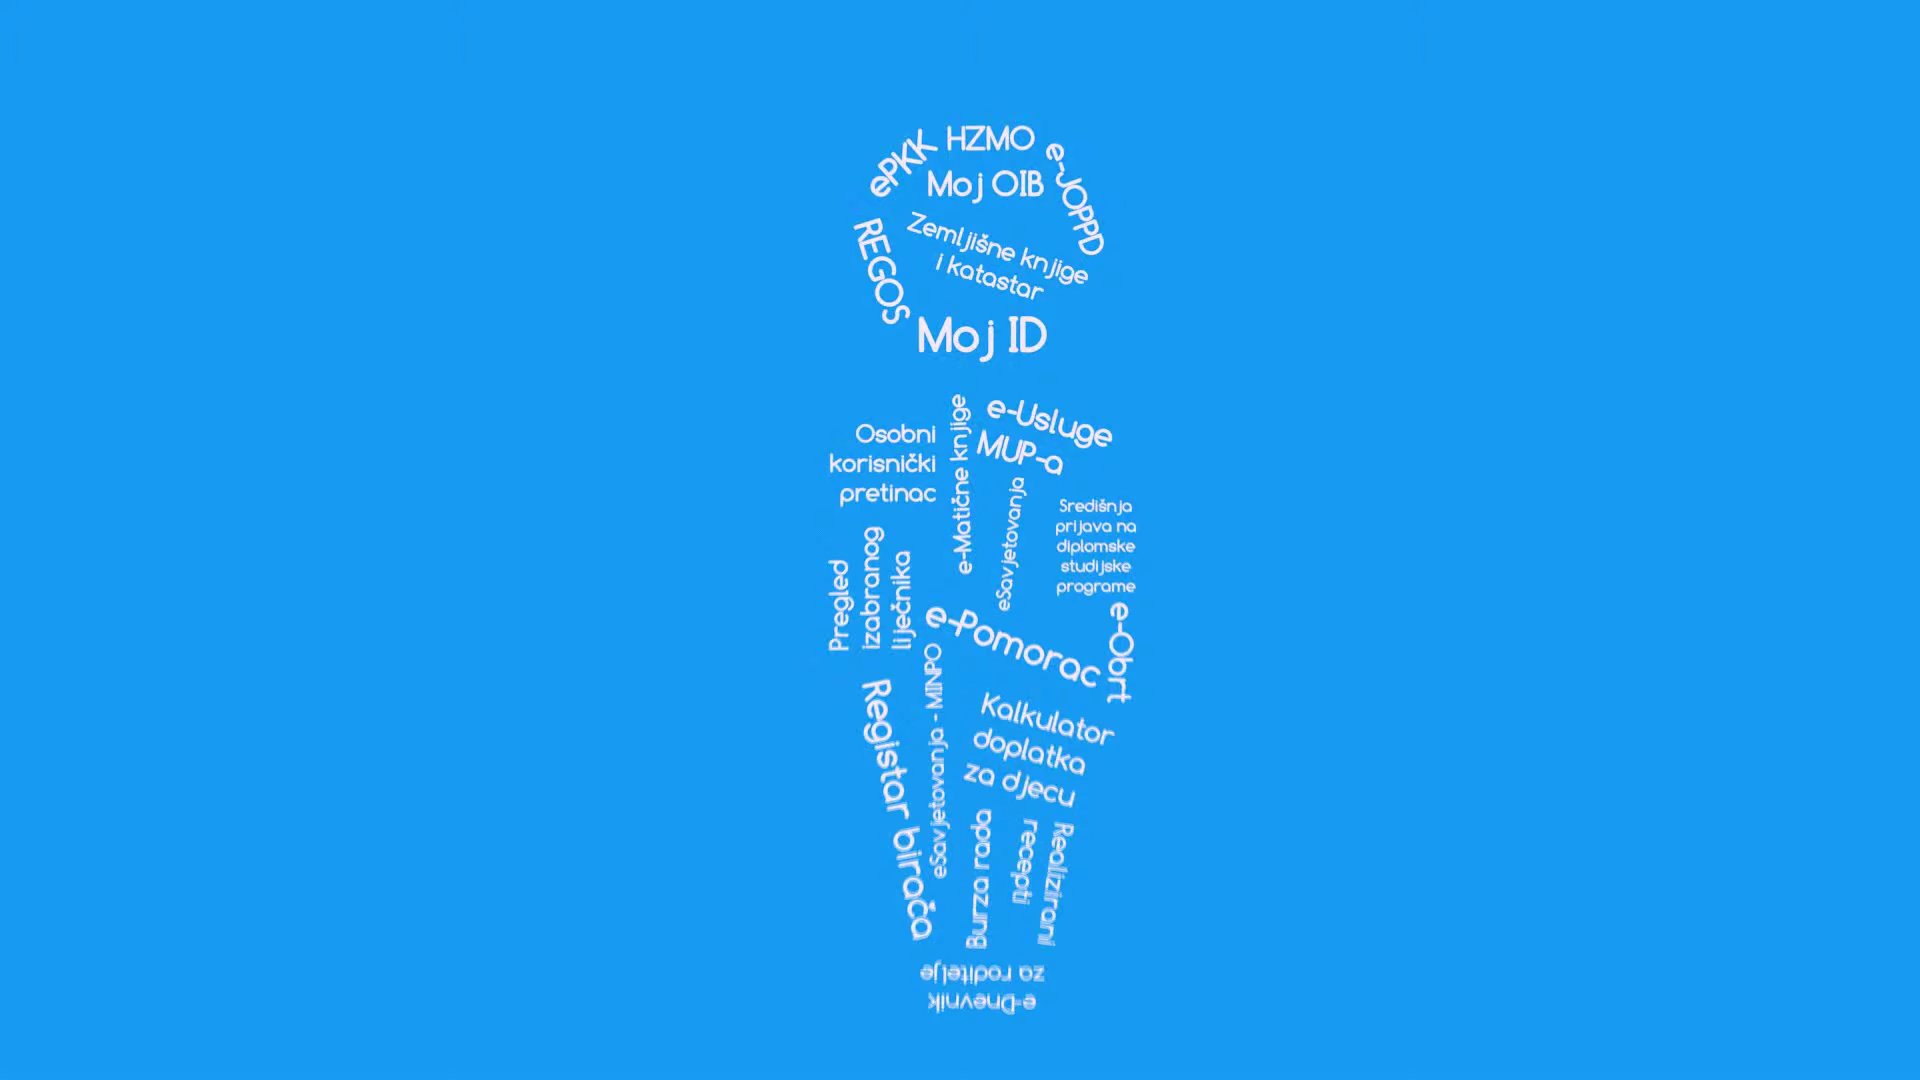 HZMO
ePKK
e-JOPPD
Moj OIB
REGOS
Zemljišne knjige
i katastar
Moj ID
e-Usluge
MUP-a
Osobni
korisnički
pretinac
e-Matične knjige
eSavjetovanja
Središnja
prijava na
diplomske
studijske
programe
Pregled
izabranog
liječnika
e-Pomorac
e-Obrt
eSavjetovanja - MINPO
Registar birača
Kalkulator
doplatka
za djecu
Burza rada
Realizirani
recepti
e-Dnevnik
za roditelje